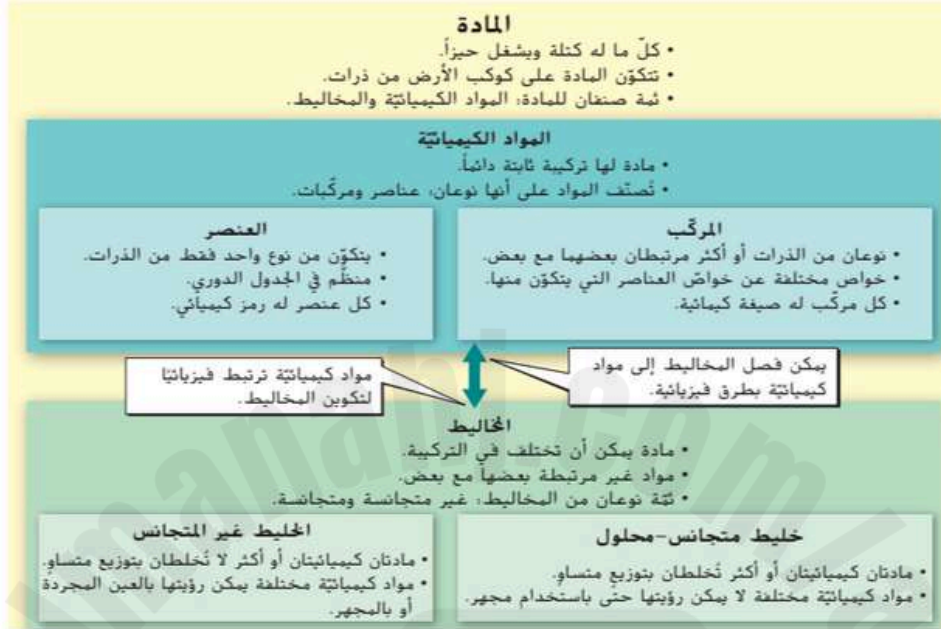 المادة
• كلّ ما له كتلة ويشغل حيزاً.
• تتكوّن المادة على كوكب الأرض من ذرات.
• ثمة صنفان للمادة، المواد الكيميائيّة والمخاليط.
المواد الكيميائيّة
• مادة لها تركيبة ثابتة دائماً.
• تُصنّف المواد على أنها نوعان، عناصر ومركّبات.
المركّب
• نوعان من الذرات أو أكثر مرتبطان بعضهما مع بعض.
• خواص مختلفة عن خواصّ العناصر التي يتكوّن منها.
• كل مركّب له صيغة كيمائية.
العنصر
• يتكوّن من نوع واحد فقط من الذرات.
• منظّم في الجدول الدوري.
• كل عنصر له رمز كيميائي.
يمكن فصل المخاليط إلى مواد
كيميائيّة بطرق فيزيائية.
مواد كيميائيّة ترتبط فيزيائيًا
لتكوين المخاليط.
المخاليط
• مادة يمكن أن تختلف في التركيبة.
• مواد غير مرتبطة بعضها مع بعض.
• ثمّة نوعان من المخاليط، غير متجانسة ومتجانسة.
خليط متجانس-محلول
• مادتان كيميائيتان أو أكثر تُخلطان بتوزيع متساوٍ.
• مواد كيميائيّة مختلفة لا يمكن رؤيتها حتى باستخدام مجهر.
الخليط غير المتجانس
• مادتان كيميائيتان أو أكثر لا تُخلطان بتوزيع متساوٍ.
• مواد كيميائيّة مختلفة يمكن رؤيتها بالعين المجردة
أو بالمجهر.
almanahj.com/